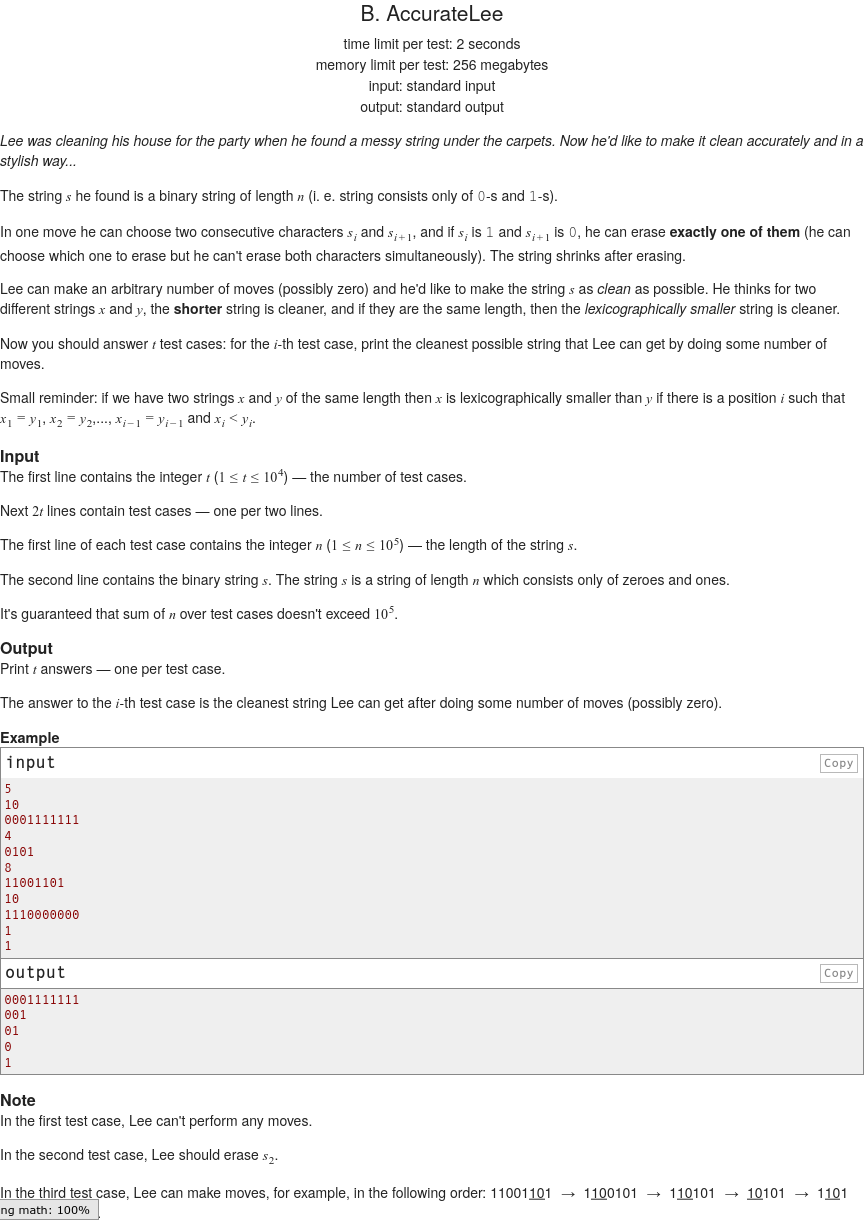 B. AccurateLee
time limit per test: 2 seconds
memory limit per test: 256 megabytes
input: standard input
output: standard output
Lee was cleaning his house for the party when he found a messy string under the carpets. Now he'd like to make it clean accurately and in a
stylish way...
The string s he found is a binary string of length n (i. e. string consists only of 0-s and 1-s).
In one move he can choose two consecutive characters s_i and s_{i+1}, and if s_i is 1 and s_{i+1} is 0, he can erase exactly one of them (he can
choose which one to erase but he can't erase both characters simultaneously). The string shrinks after erasing.
Lee can make an arbitrary number of moves (possibly zero) and he'd like to make the string s as clean as possible. He thinks for two
different strings x and y, the shorter string is cleaner, and if they are the same length, then the lexicographically smaller string is cleaner.
Now you should answer t test cases: for the i-th test case, print the cleanest possible string that Lee can get by doing some number of
moves.
Small reminder: if we have two strings x and y of the same length then x is lexicographically smaller than y if there is a position i such that
x_1 = y_1, x_2 = y_2,..., x_{i-1} = y_{i-1} and x_i < y_i.
Input
The first line contains the integer t (1 ≤ t ≤ 10^4) — the number of test cases.
Next 2t lines contain test cases — one per two lines.
The first line of each test case contains the integer n (1 ≤ n ≤ 10^5) — the length of the string s.
The second line contains the binary string s. The string s is a string of length n which consists only of zeroes and ones.
It's guaranteed that sum of n over test cases doesn't exceed 10^5.
Output
Print t answers — one per test case.
The answer to the i-th test case is the cleanest string Lee can get after doing some number of moves (possibly zero).
Example
input Copy
5
10
0001111111
4
0101
8
11001101
10
1110000000
1
1
output Copy
0001111111
001
01
0
1
Note
In the first test case, Lee can't perform any moves.
In the second test case, Lee should erase s_2.
In the third test case, Lee can make moves, for example, in the following order: 11001101 → 1100101 → 110101 → 10101 → 1101
ng math: 100%